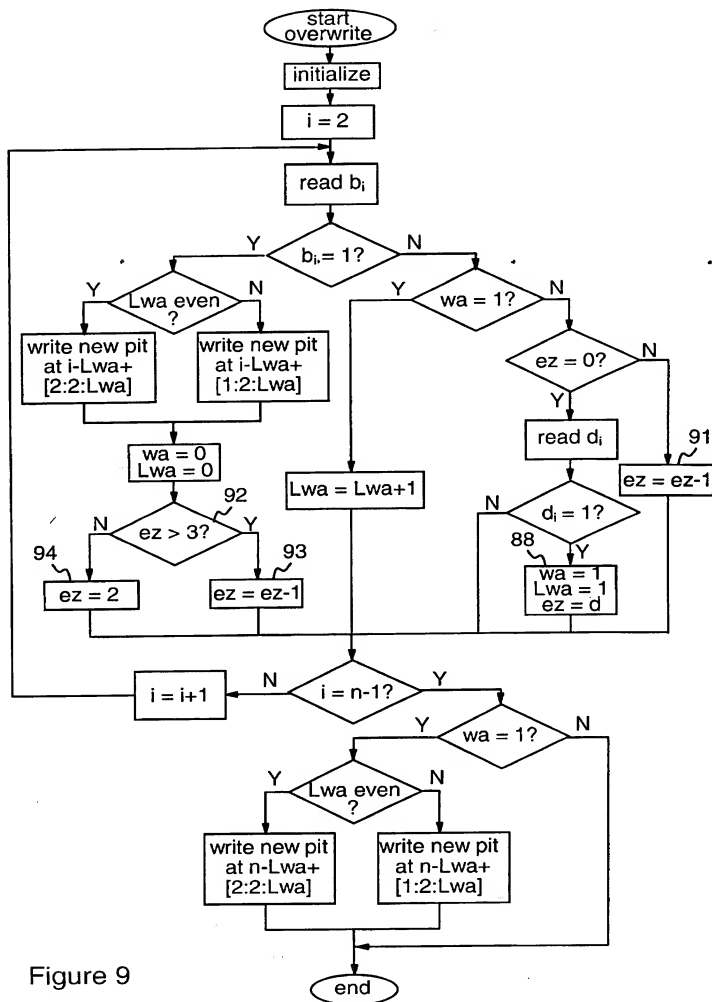 start
overwrite
initialize
i = 2
read bi
bi = 1?
Y
N
Lwa even
?
Y
N
wa = 1?
Y
N
write new pit
at i-Lwa+
[2:2:Lwa]
write new pit
at i-Lwa+
[1:2:Lwa]
ez = 0?
N
Y
wa = 0
Lwa = 0
read di
91
Lwa = Lwa+1
ez = ez-1
92
ez > 3?
N
Y
di = 1?
N
Y
94
ez = 2
93
ez = ez-1
88
wa = 1
Lwa = 1
ez = d
i = i+1
N
i = n-1?
Y
wa = 1?
Y
N
Lwa even
?
Y
N
write new pit
at n-Lwa+
[2:2:Lwa]
write new pit
at n-Lwa+
[1:2:Lwa]
Figure 9
end